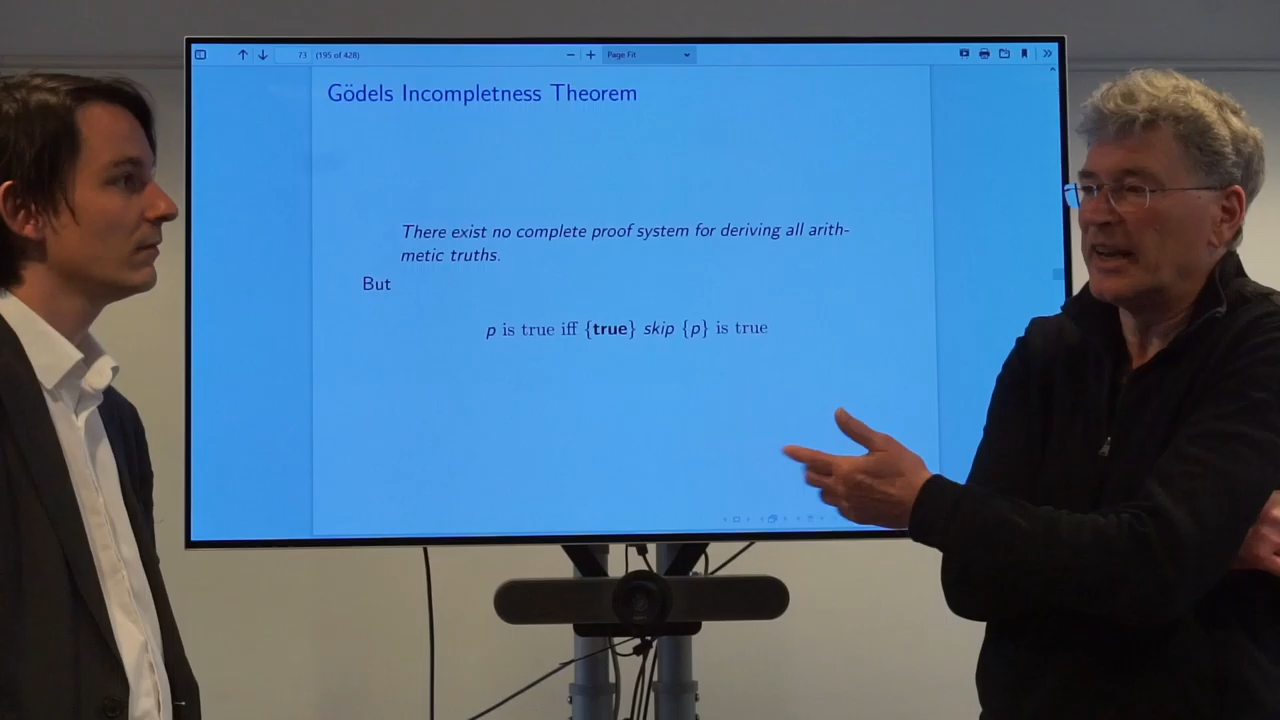 73 (195 of 428) Page Fit
Gödels Incompletness Theorem
There exist no complete proof system for deriving all arith-
metic truths.
But
p is true iff {true} skip {p} is true